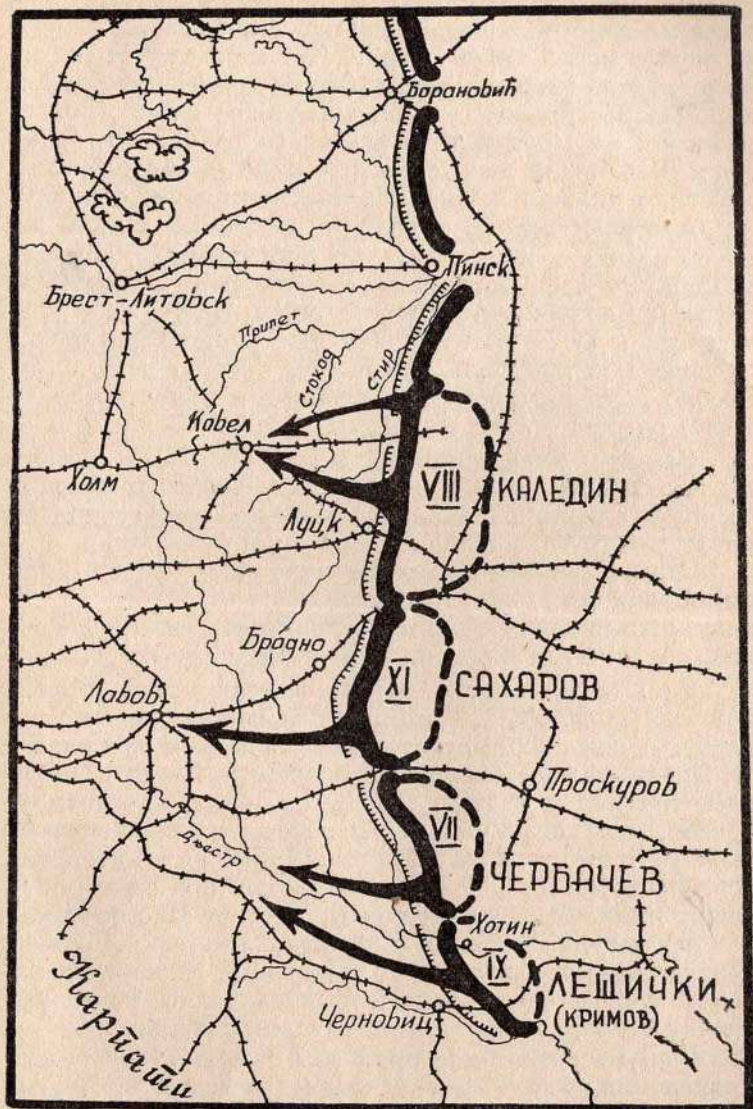 Барановић
Пинск
Брест-Литовск
Припет
Стоход
Стир
Ковел
Холм
VIII
КАЛЕДИН
Луцк
Бродно
XI
САХАРОВ
Лавов
Проскуров
VII
Дњестр
ЧЕРБАЧЕВ
Хотин
IX
ЛЕШИЧКИ
(КРИМОВ)
Черновиц
Карпати